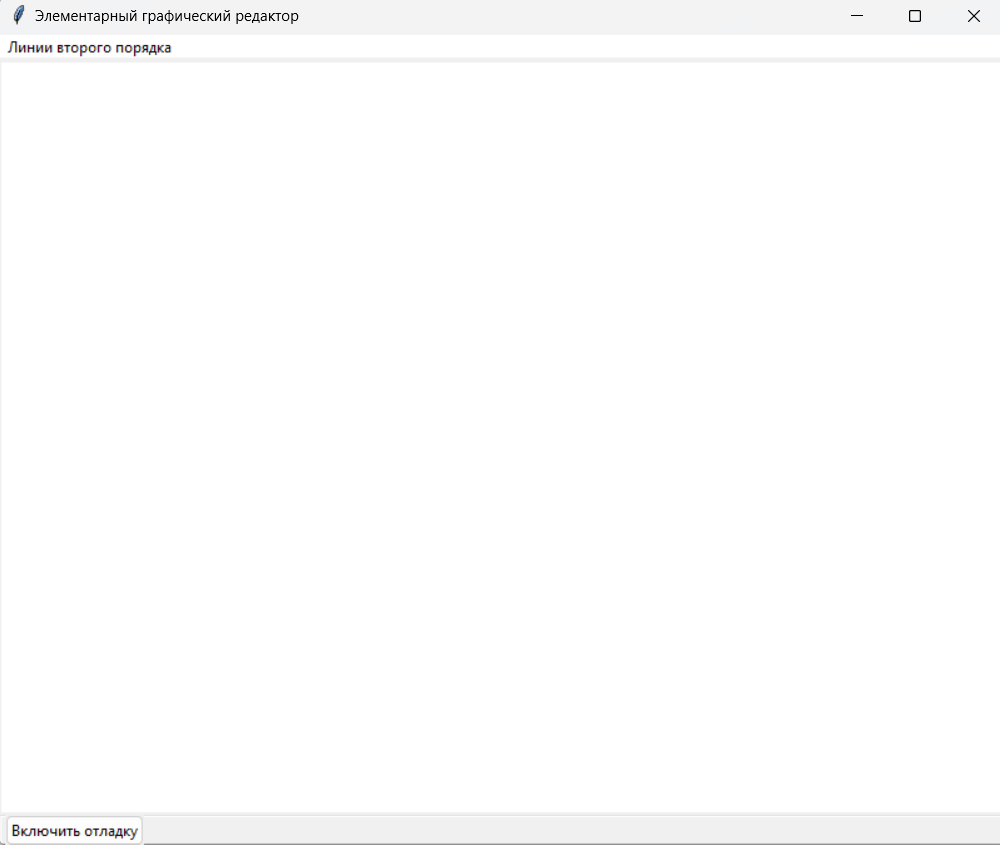 Элементарный графический редактор
Линии второго порядка
Включить отладку